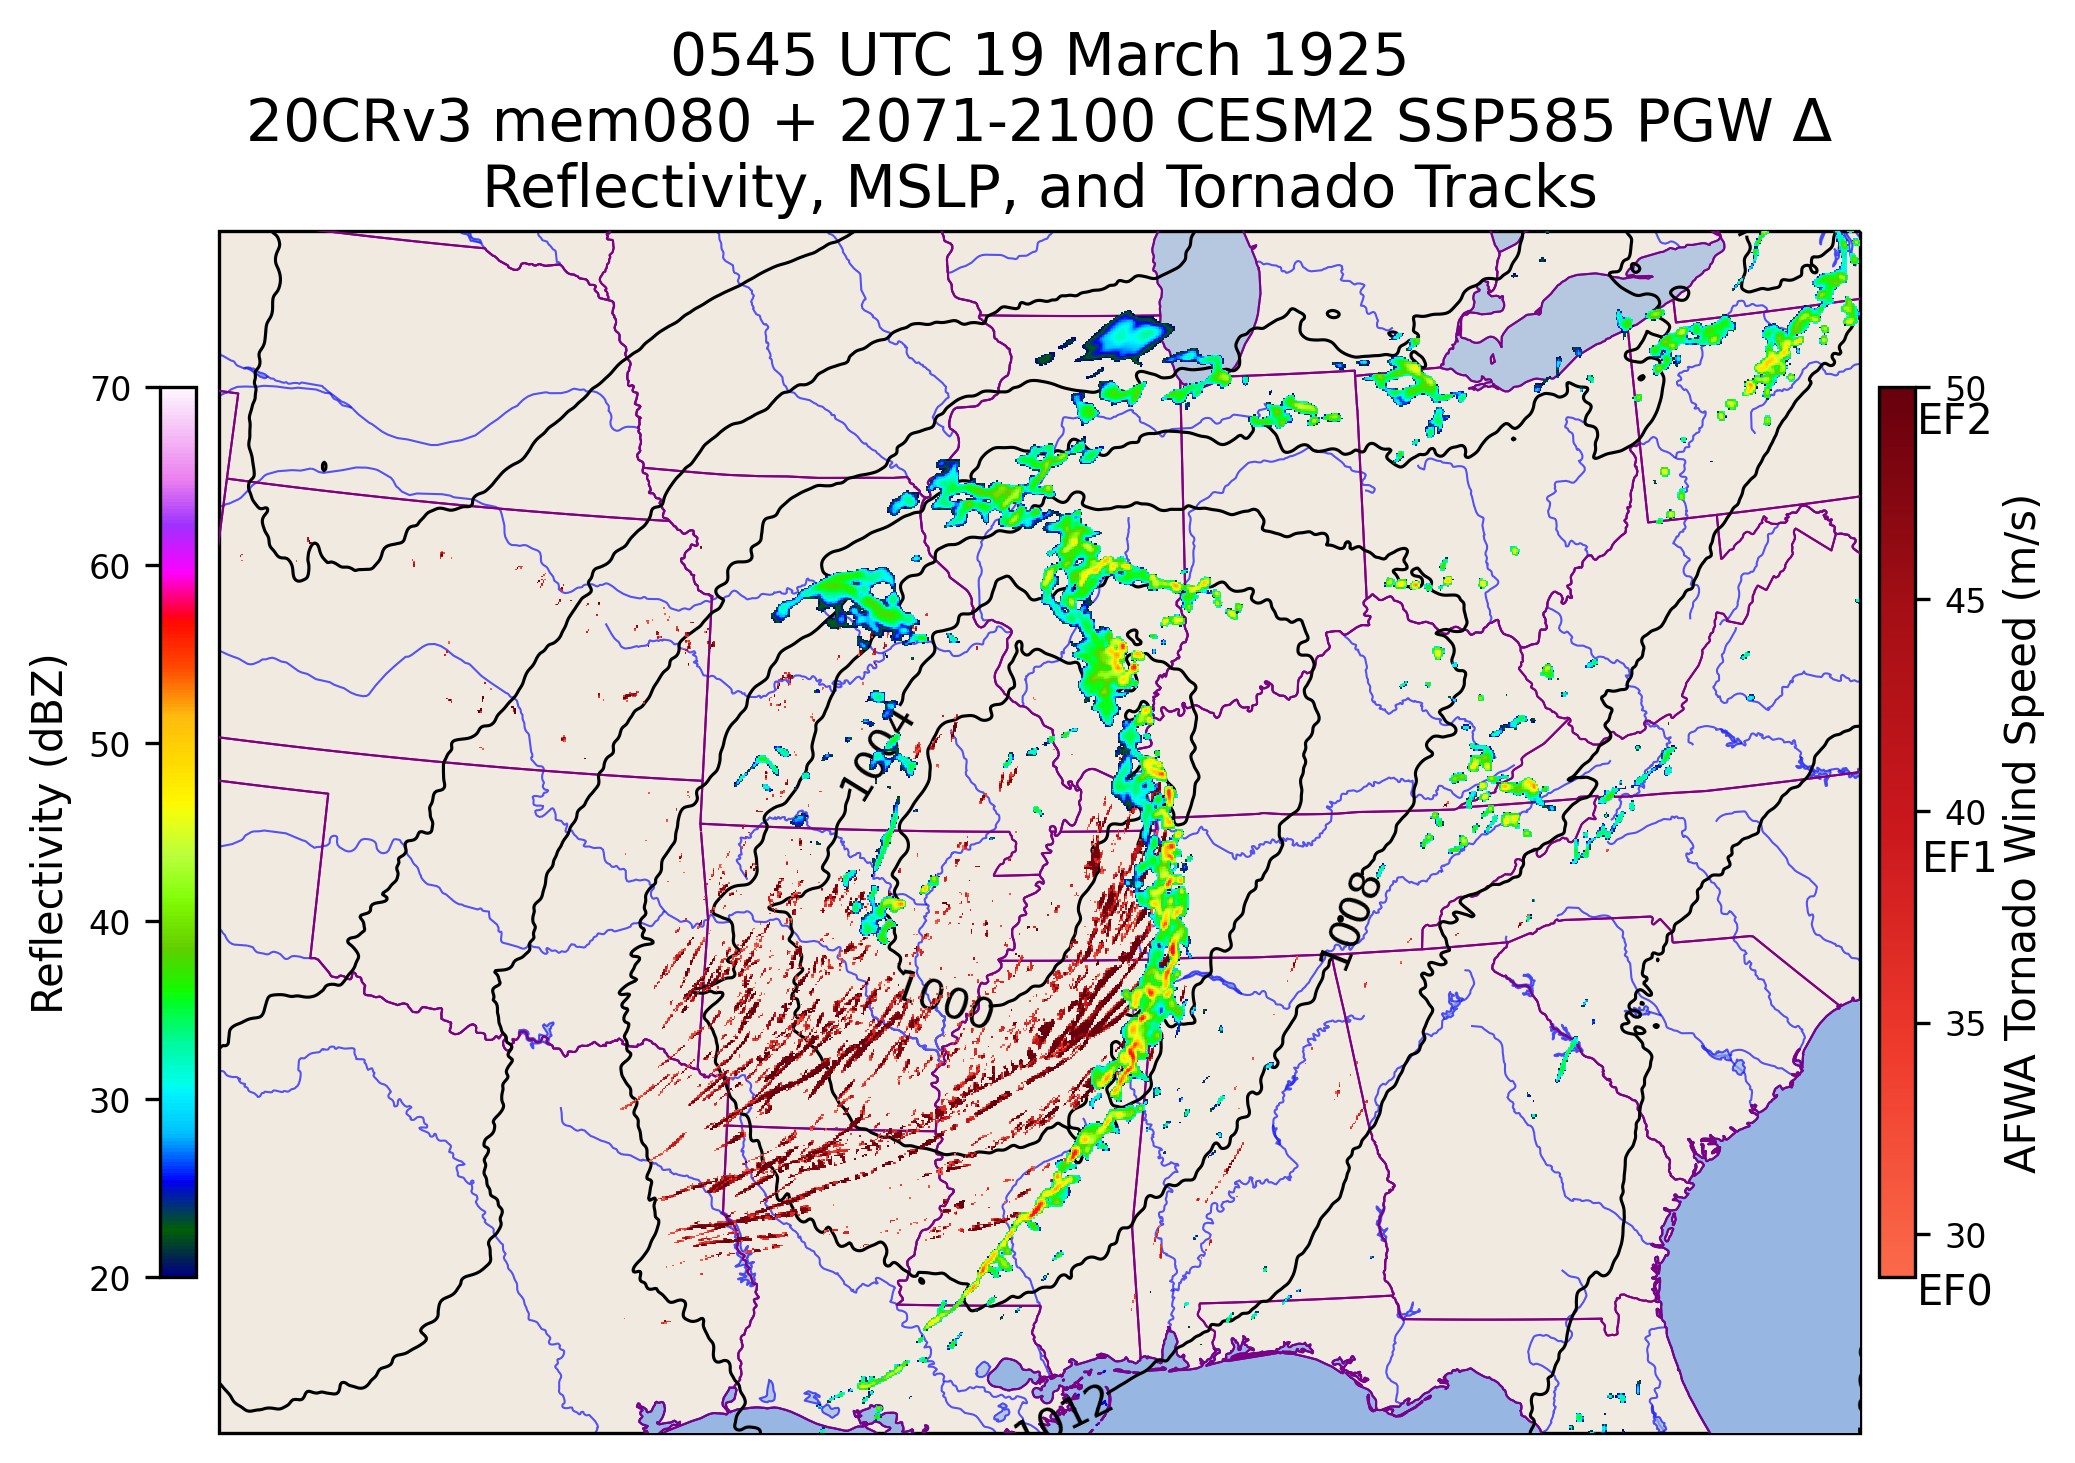 0545 UTC 19 March 1925
20CRv3 mem080 + 2071-2100 CESM2 SSP585 PGW Δ
Reflectivity, MSLP, and Tornado Tracks
70
60
50
40
30
20
Reflectivity (dBZ)
1004
1000
1008
1012
50
EF2
45
40
EF1
35
30
EF0
AFWA Tornado Wind Speed (m/s)